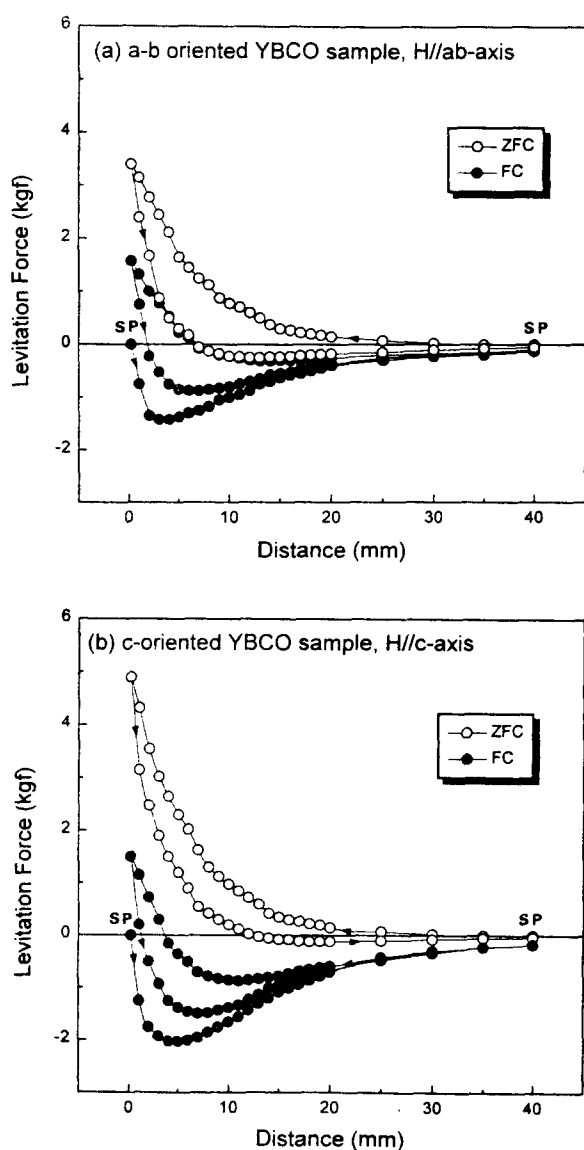 6
(a) a-b oriented YBCO sample, H//ab-axis
4
ZFC
FC
2
SP
SP
0
-2
Levitation Force (kgf)
0 10 20 30 40
Distance (mm)
6
(b) c-oriented YBCO sample, H//c-axis
4
ZFC
FC
2
SP
SP
0
-2
Levitation Force (kgf)
0 10 20 30 40
Distance (mm)